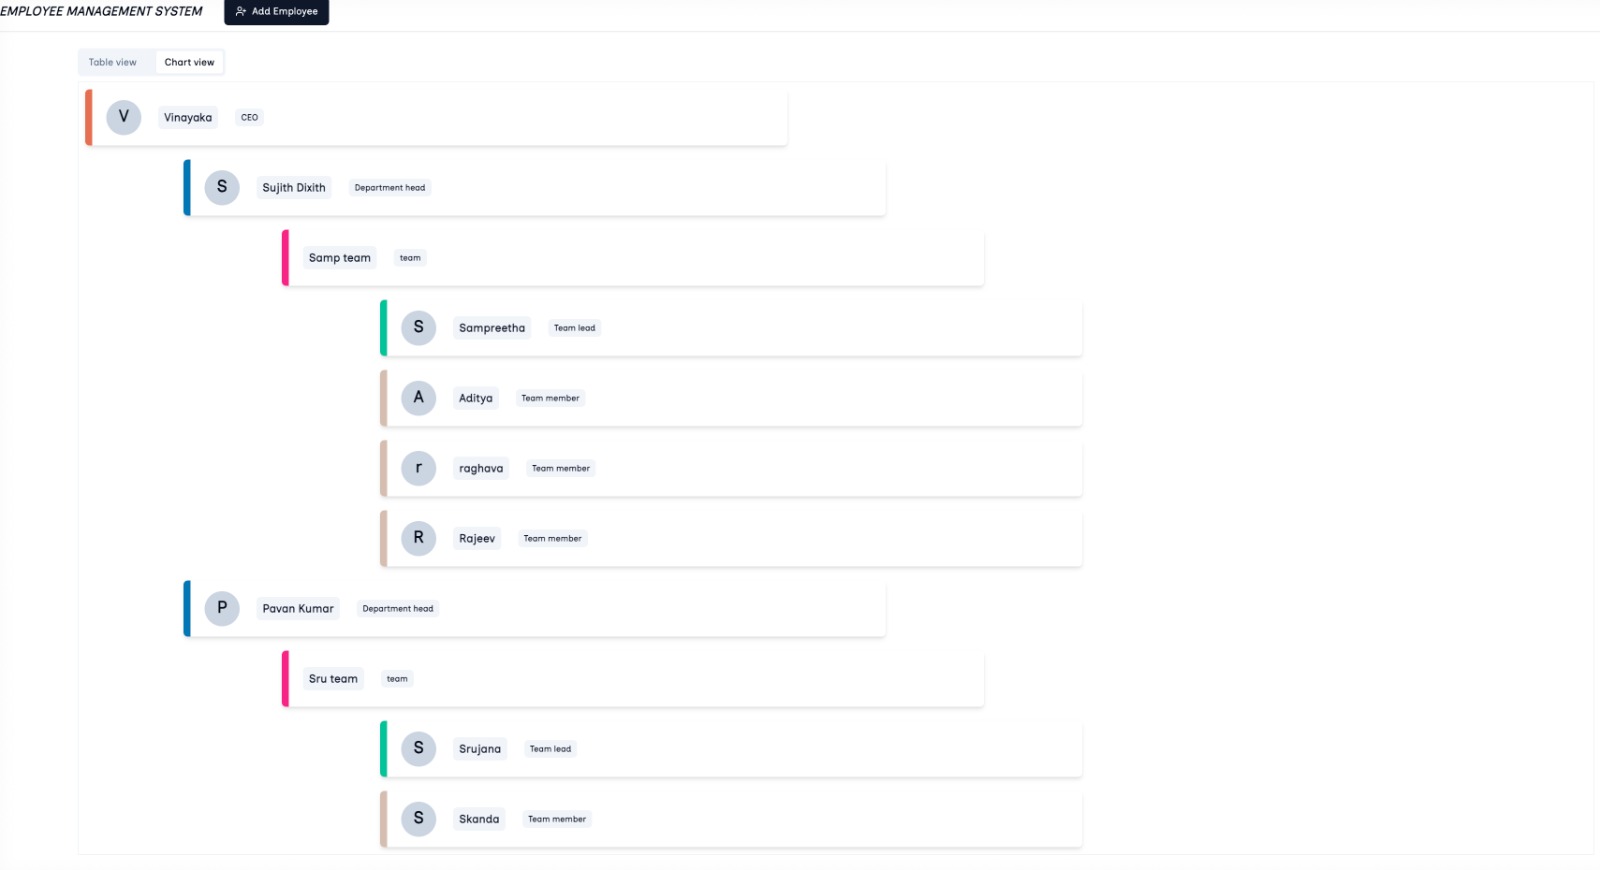 EMPLOYEE MANAGEMENT SYSTEM Add Employee
Table view Chart view
V Vinayaka CEO
S Sujith Dixith Department head
Samp team team
S Sampreetha Team lead
A Aditya Team member
r raghava Team member
R Rajeev Team member
P Pavan Kumar Department head
Sru team team
S Srujana Team lead
S Skanda Team member